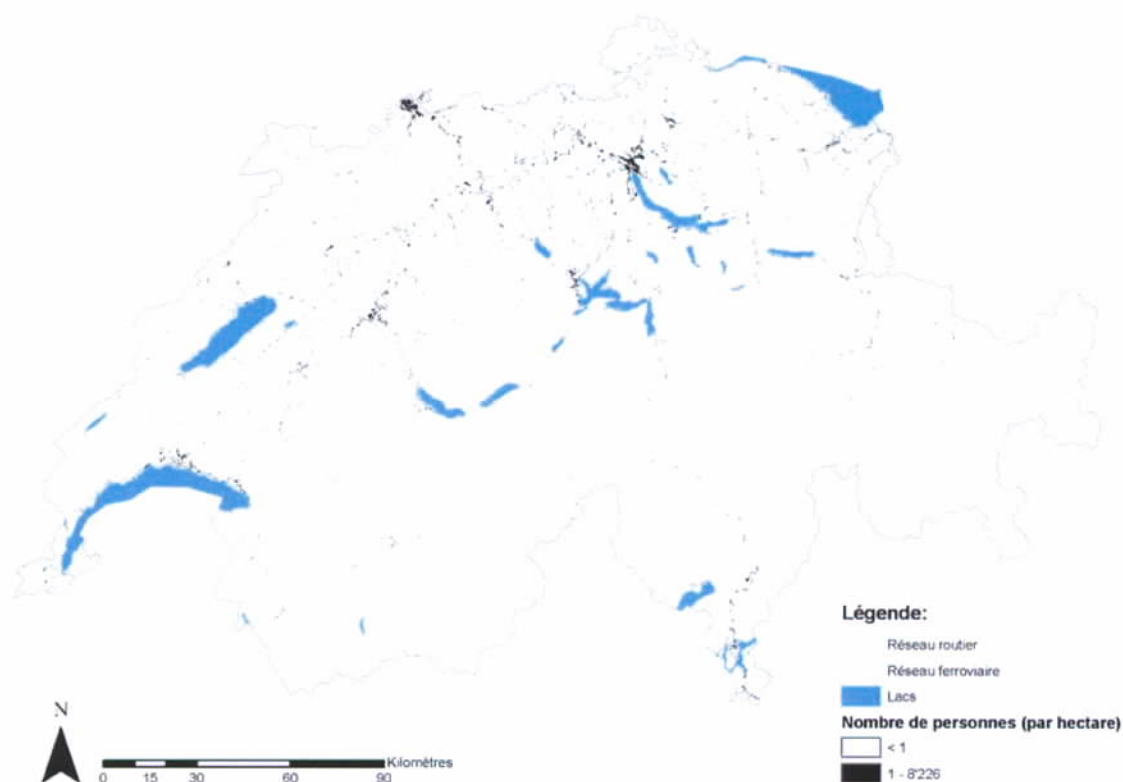 Légende:
Réseau routier
Réseau ferroviaire
Lacs
Nombre de personnes (par hectare)
< 1
1 - 8'226
N
Kilomètres
0 15 30 60 90